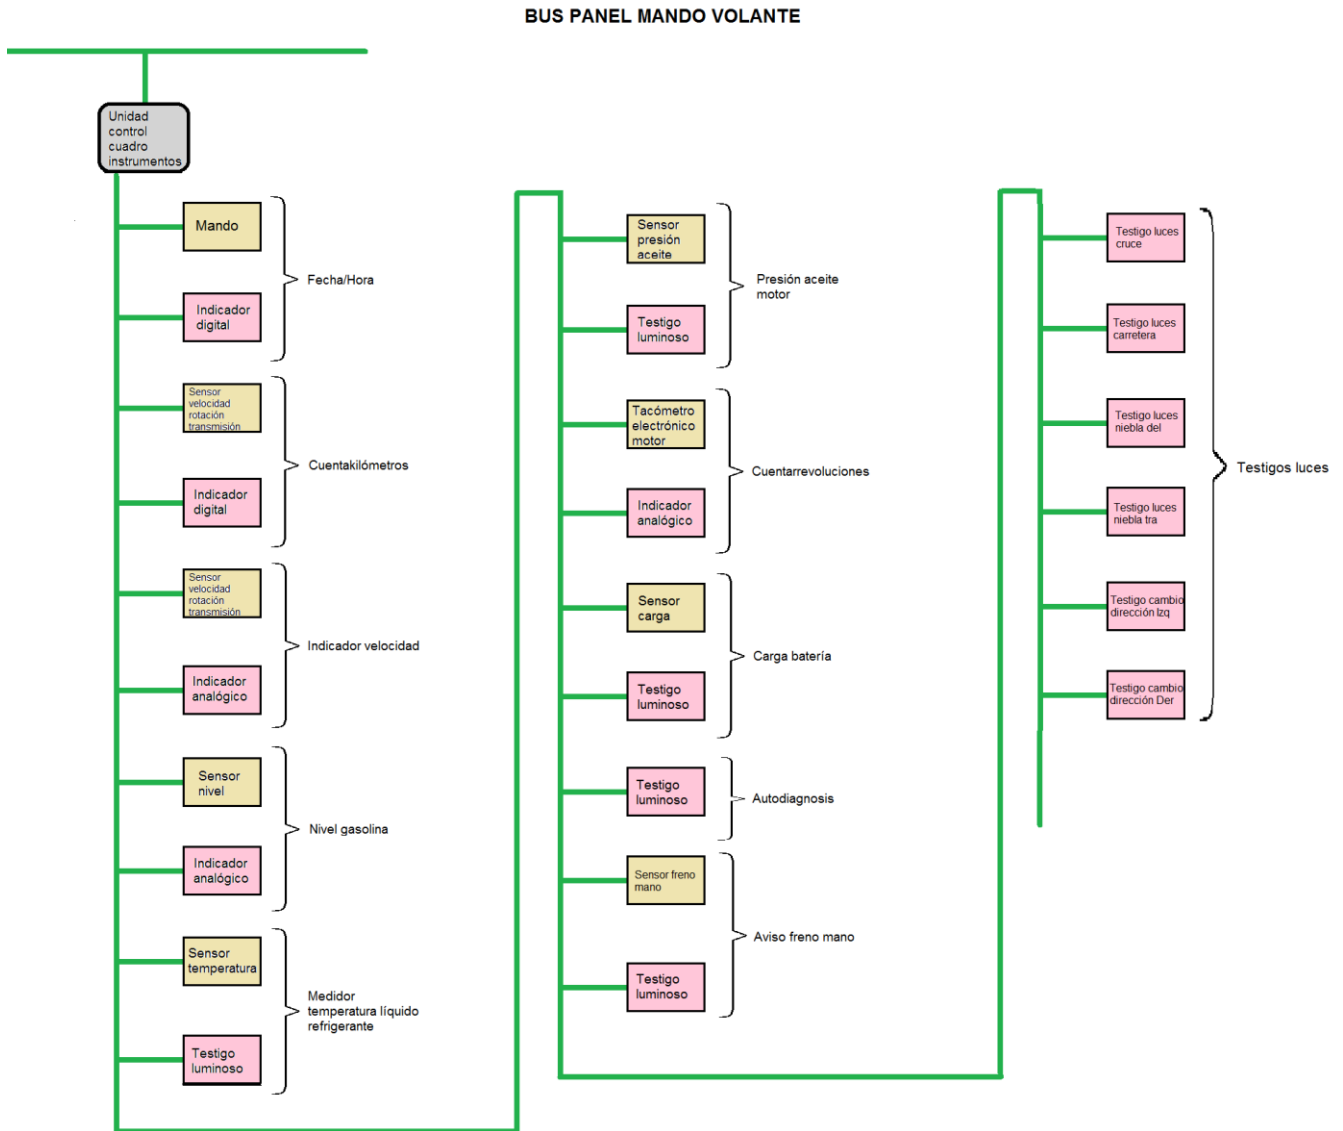 BUS PANEL MANDO VOLANTE
Unidad
control
cuadro
instrumentos
Mando
Indicador
digital
Fecha/Hora
Sensor
velocidad
rotación
transmisión
Indicador
digital
Cuentakilómetros
Sensor
velocidad
rotación
transmisión
Indicador
analógico
Indicador velocidad
Sensor
nivel
Indicador
analógico
Nivel gasolina
Sensor
temperatura
Testigo
luminoso
Medidor
temperatura líquido
refrigerante
Sensor
presión
aceite
Testigo
luminoso
Presión aceite
motor
Tacómetro
electrónico
motor
Indicador
analógico
Cuentarrevoluciones
Sensor
carga
Testigo
luminoso
Carga batería
Testigo
luminoso
Autodiagnosis
Sensor freno
mano
Testigo
luminoso
Aviso freno mano
Testigo luces
cruce
Testigo luces
carretera
Testigo luces
niebla del
Testigo luces
niebla tra
Testigo cambio
dirección Izq
Testigo cambio
dirección Der
Testigos luces